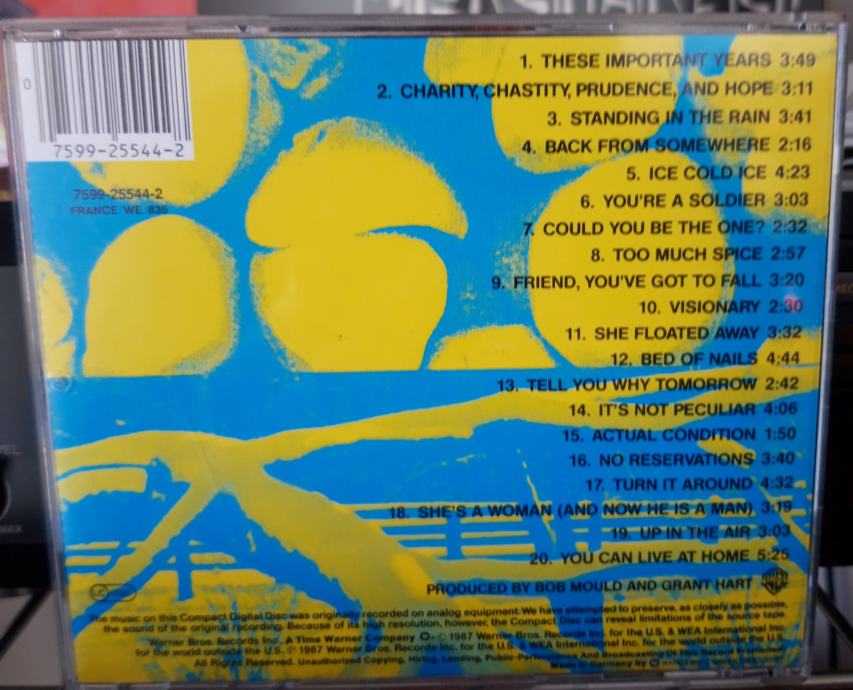 0
7599-25544-2
7599-25544-2
FRANCE WE 835
1. THESE IMPORTANT YEARS 3:49
2. CHARITY, CHASTITY, PRUDENCE, AND HOPE 3:11
3. STANDING IN THE RAIN 3:41
4. BACK FROM SOMEWHERE 2:16
5. ICE COLD ICE 4:23
6. YOU'RE A SOLDIER 3:03
7. COULD YOU BE THE ONE? 2:32
8. TOO MUCH SPICE 2:57
9. FRIEND, YOU'VE GOT TO FALL 3:20
10. VISIONARY 2:30
11. SHE FLOATED AWAY 3:32
12. BED OF NAILS 4:44
13. TELL YOU WHY TOMORROW 2:42
14. IT'S NOT PECULIAR 4:06
15. ACTUAL CONDITION 1:50
16. NO RESERVATIONS 3:40
17. TURN IT AROUND 4:32
18. SHE'S A WOMAN (AND NOW HE IS A MAN) 3:19
19. UP IN THE AIR 3:03
20. YOU CAN LIVE AT HOME 5:25
PRODUCED BY BOB MOULD AND GRANT HART
LC
The music on this Compact Digital Disc was originally recorded on analog equipment. We have attempted to preserve, as closely as possible,
the sound of the original recording. Because of its high resolution, however, the Compact Disc can reveal limitations of the source tape.
Warner Bros. Records Inc., A Time Warner Company © 1987 Warner Bros. Records Inc. for the U.S. & WEA International Inc.
for the world outside the U.S. ℗ 1987 Warner Bros. Records Inc. for the U.S. & WEA International Inc. for the world outside the U.S.
All Rights Reserved. Unauthorized Copying, Hiring, Lending, Public Performance And Broadcasting Of This Record Prohibited.
Made in Germany by
MAX